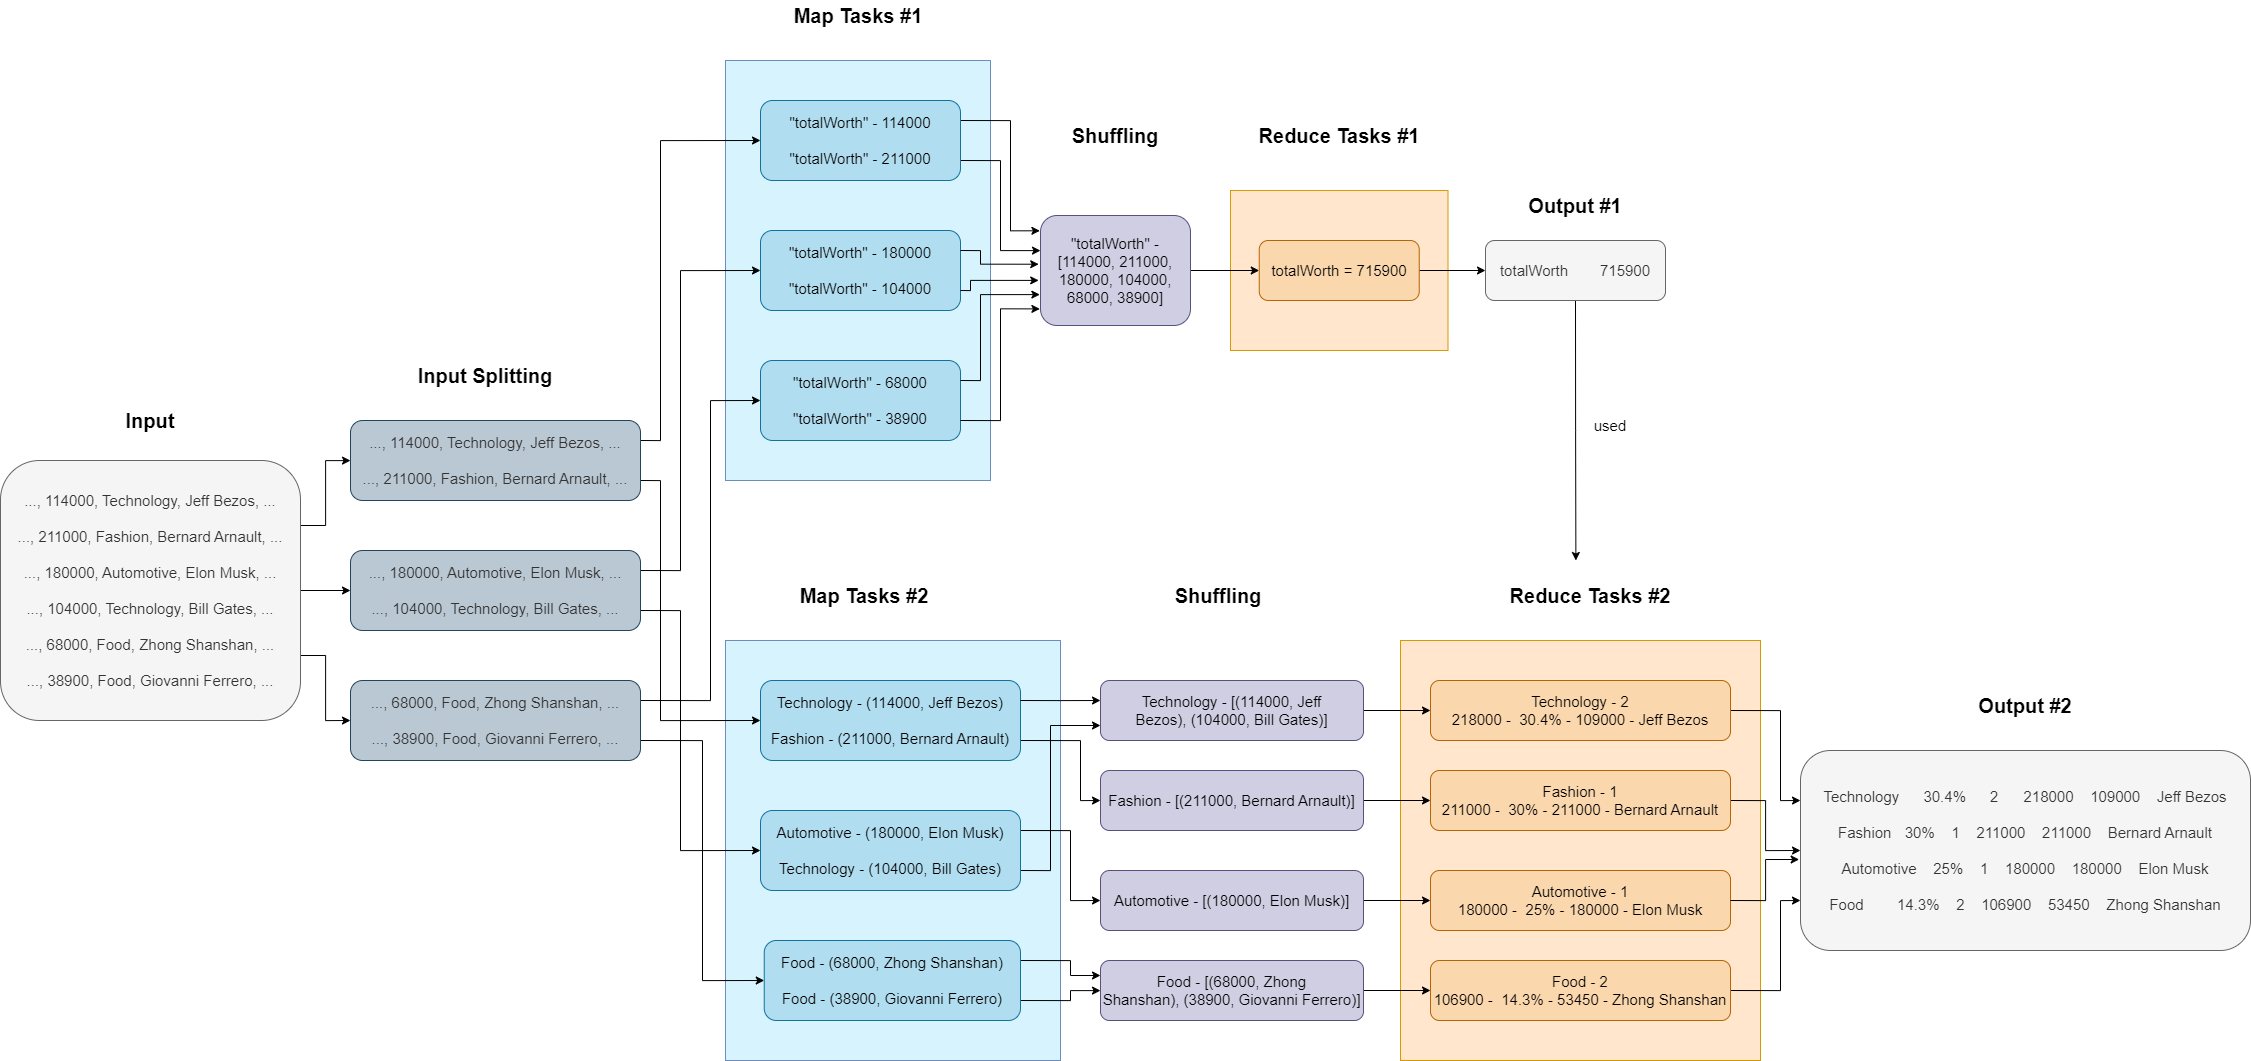 Map Tasks #1
"totalWorth" - 114000
"totalWorth" - 211000
"totalWorth" - 180000
"totalWorth" - 104000
"totalWorth" - 68000
"totalWorth" - 38900
Shuffling
"totalWorth" -
[114000, 211000,
180000, 104000,
68000, 38900]
Reduce Tasks #1
totalWorth = 715900
Output #1
totalWorth 715900
used
Input
..., 114000, Technology, Jeff Bezos, ...
..., 211000, Fashion, Bernard Arnault, ...
..., 180000, Automotive, Elon Musk, ...
..., 104000, Technology, Bill Gates, ...
..., 68000, Food, Zhong Shanshan, ...
..., 38900, Food, Giovanni Ferrero, ...
Input Splitting
..., 114000, Technology, Jeff Bezos, ...
..., 211000, Fashion, Bernard Arnault, ...
..., 180000, Automotive, Elon Musk, ...
..., 104000, Technology, Bill Gates, ...
..., 68000, Food, Zhong Shanshan, ...
..., 38900, Food, Giovanni Ferrero, ...
Map Tasks #2
Technology - (114000, Jeff Bezos)
Fashion - (211000, Bernard Arnault)
Automotive - (180000, Elon Musk)
Technology - (104000, Bill Gates)
Food - (68000, Zhong Shanshan)
Food - (38900, Giovanni Ferrero)
Shuffling
Technology - [(114000, Jeff
Bezos), (104000, Bill Gates)]
Fashion - [(211000, Bernard Arnault)]
Automotive - [(180000, Elon Musk)]
Food - [(68000, Zhong
Shanshan), (38900, Giovanni Ferrero)]
Reduce Tasks #2
Technology - 2
218000 - 30.4% - 109000 - Jeff Bezos
Fashion - 1
211000 - 30% - 211000 - Bernard Arnault
Automotive - 1
180000 - 25% - 180000 - Elon Musk
Food - 2
106900 - 14.3% - 53450 - Zhong Shanshan
Output #2
Technology 30.4% 2 218000 109000 Jeff Bezos
Fashion 30% 1 211000 211000 Bernard Arnault
Automotive 25% 1 180000 180000 Elon Musk
Food 14.3% 2 106900 53450 Zhong Shanshan